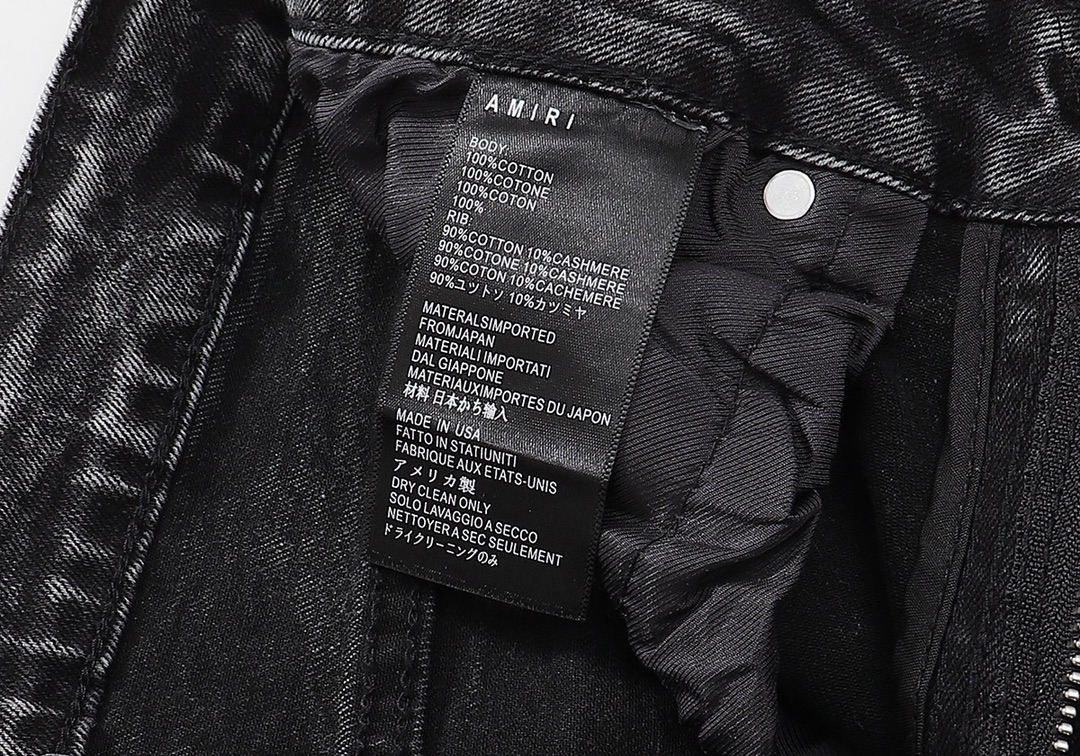 AMIRI
BODY:
100%COTTON
100%COTONE
100%COTON
100%
RIB:
90%COTTON 10%CASHMERE
90%COTONE 10%CASHMERE
90%COTON 10%CACHEMERE
90%ユツトソ 10%カツミヤ
MATERALSIMPORTED
FROMJAPAN
MATERIALI IMPORTATI
DAL GIAPPONE
MATERIAUXIMPORTES DU JAPON
材料 日本から輸入
MADE IN USA
FATTO IN STATIUNITI
FABRIQUE AUX ETATS-UNIS
アメリカ製
DRY CLEAN ONLY
SOLO LAVAGGIO A SECCO
NETTOYER A SEC SEULEMENT
ドライクリーニングのみ